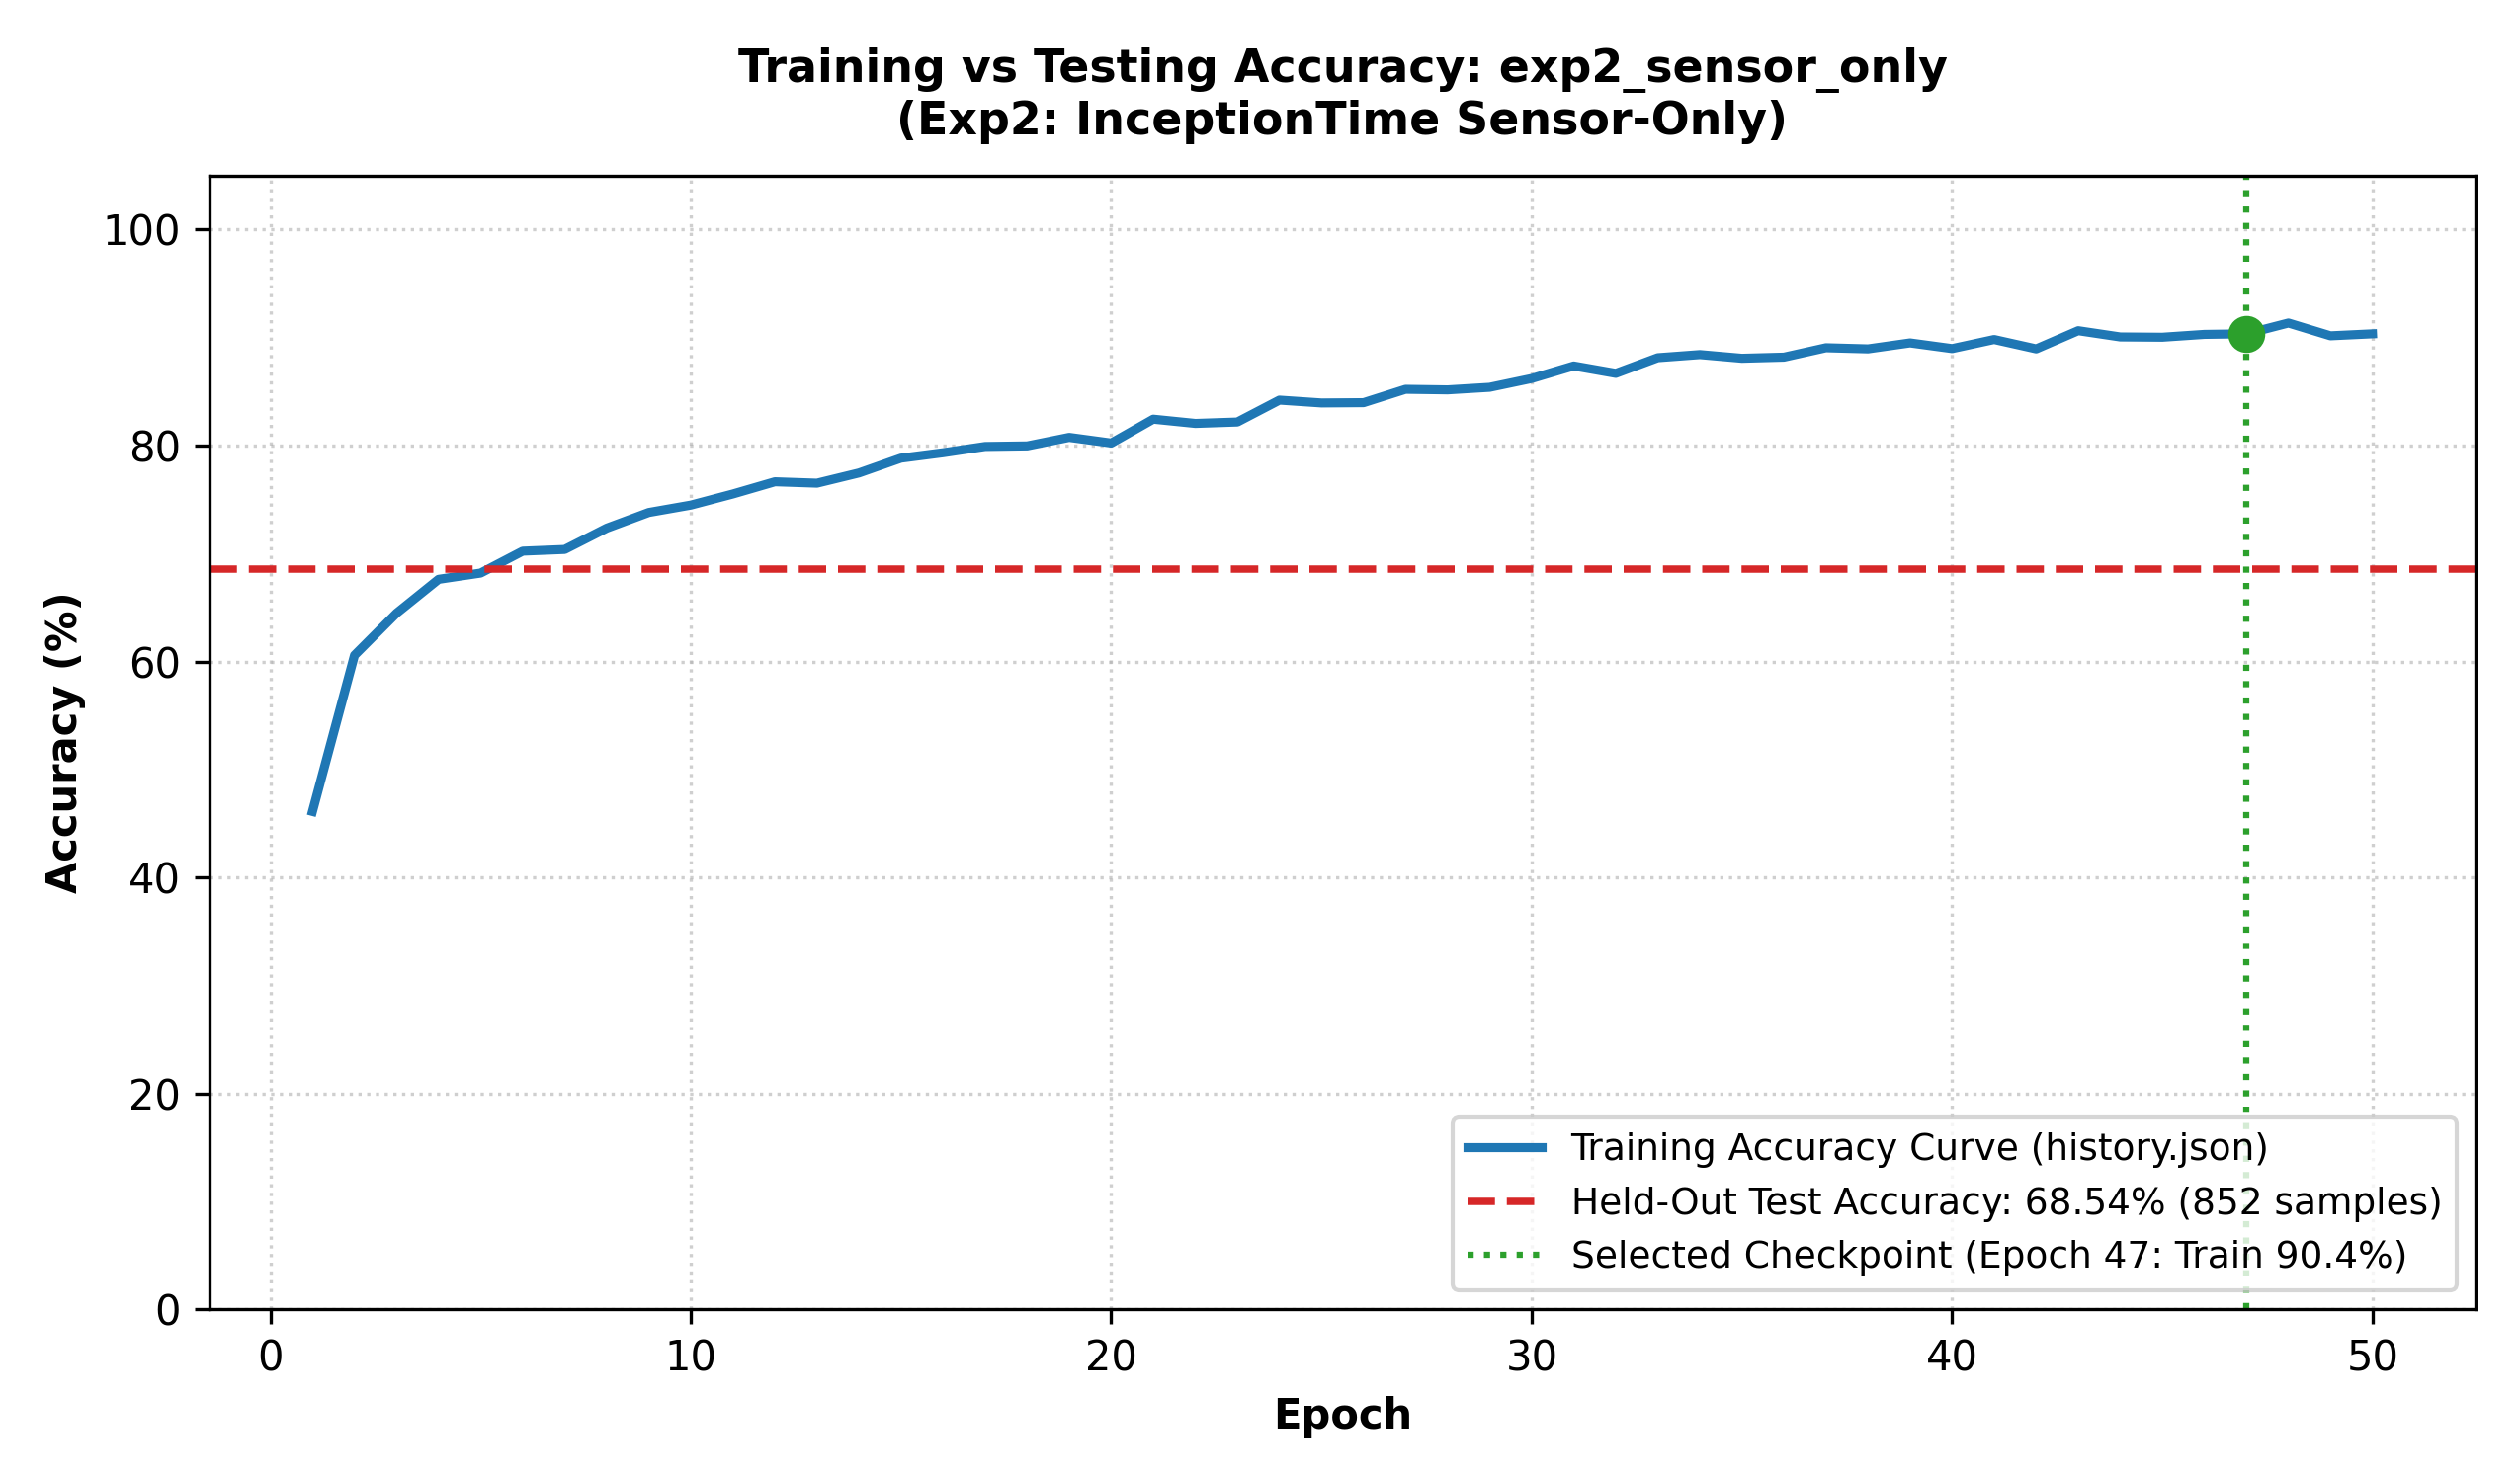 Training vs Testing Accuracy: exp2_sensor_only
(Exp2: InceptionTime Sensor-Only)
Accuracy (%)
100
80
60
40
20
0
Training Accuracy Curve (history.json)
Held-Out Test Accuracy: 68.54% (852 samples)
Selected Checkpoint (Epoch 47: Train 90.4%)
0 10 20 30 40 50
Epoch